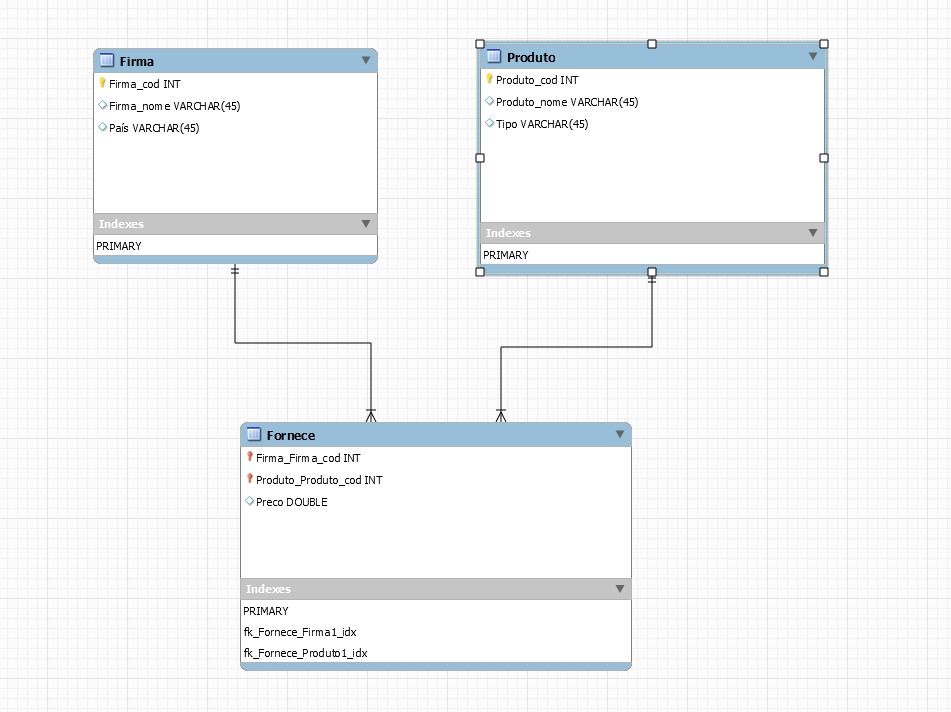 Firma
Firma_cod INT
Firma_nome VARCHAR(45)
País VARCHAR(45)
Indexes
PRIMARY
Produto
Produto_cod INT
Produto_nome VARCHAR(45)
Tipo VARCHAR(45)
Indexes
PRIMARY
Fornece
Firma_Firma_cod INT
Produto_Produto_cod INT
Preco DOUBLE
Indexes
PRIMARY
fk_Fornece_Firma1_idx
fk_Fornece_Produto1_idx